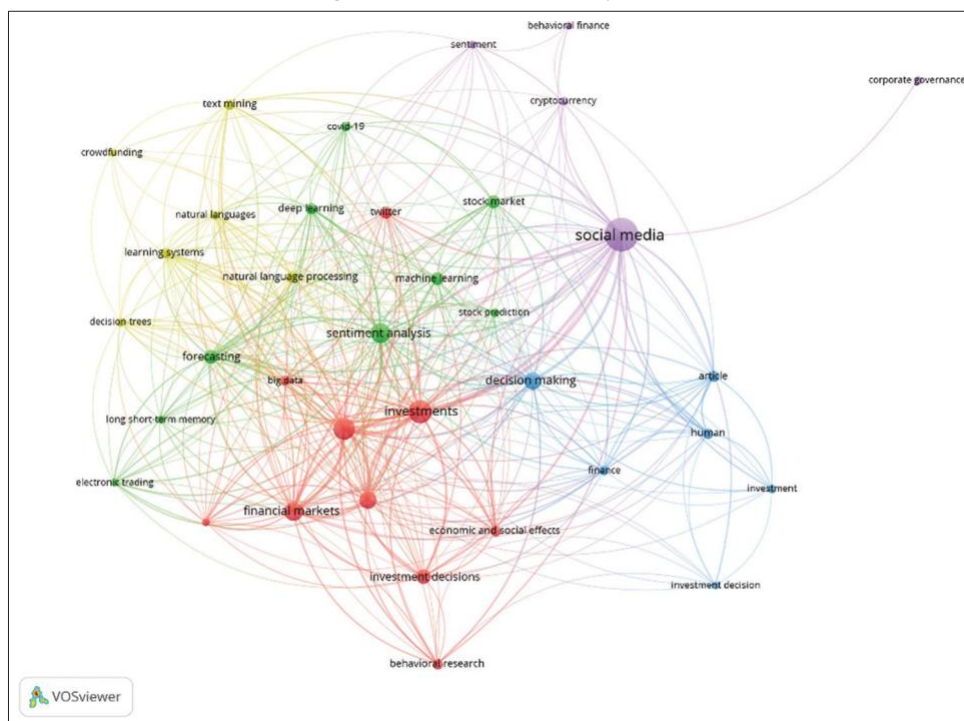 behavioral finance
sentiment
corporate governance
cryptocurrency
text mining
covid-19
crowdfunding
stock market
deep learning
twitter
natural languages
social media
learning systems
natural language processing
machine learning
stock prediction
decision trees
sentiment analysis
forecasting
big data
decision making
article
investments
long short-term memory
human
finance
electronic trading
investment
financial markets
economic and social effects
investment decisions
investment decision
behavioral research
VOSviewer